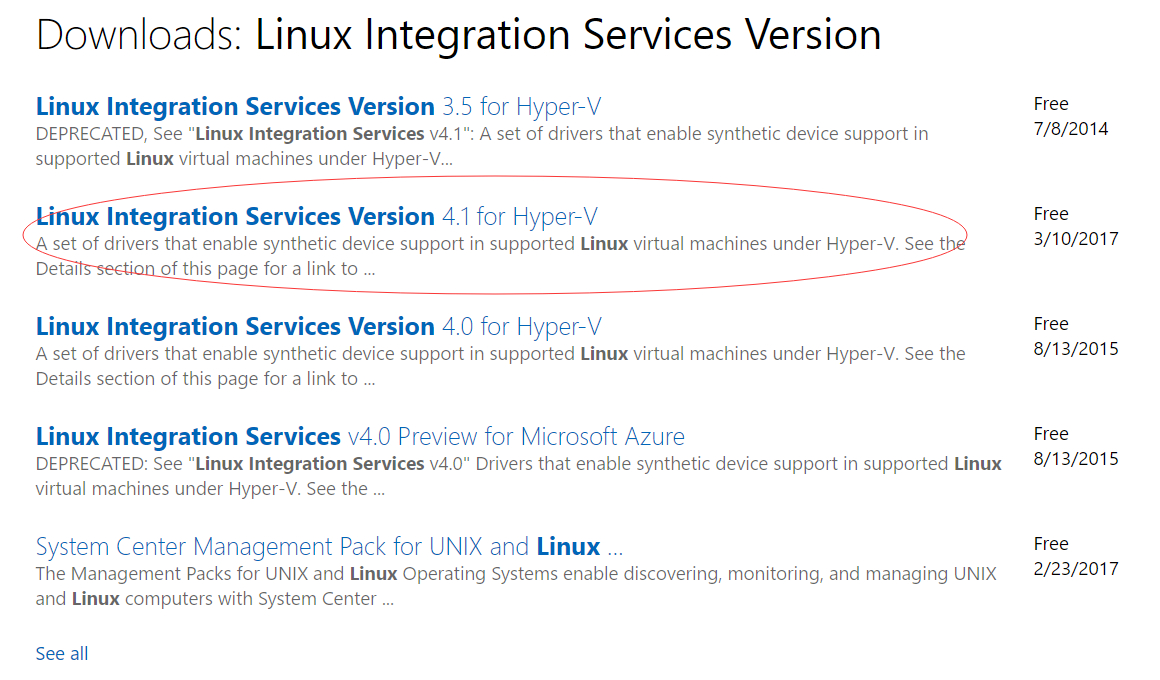 Downloads: Linux Integration Services Version
Linux Integration Services Version 3.5 for Hyper-V
Free
DEPRECATED, See "Linux Integration Services v4.1": A set of drivers that enable synthetic device support in
7/8/2014
supported Linux virtual machines under Hyper-V...
Linux Integration Services Version 4.1 for Hyper-V
Free
A set of drivers that enable synthetic device support in supported Linux virtual machines under Hyper-V. See the
3/10/2017
Details section of this page for a link to ...
Linux Integration Services Version 4.0 for Hyper-V
Free
A set of drivers that enable synthetic device support in supported Linux virtual machines under Hyper-V. See the
8/13/2015
Details section of this page for a link to ...
Linux Integration Services v4.0 Preview for Microsoft Azure
Free
DEPRECATED: See "Linux Integration Services v4.0" Drivers that enable synthetic device support in supported Linux
8/13/2015
virtual machines under Hyper-V. See the ...
System Center Management Pack for UNIX and Linux ...
Free
The Management Packs for UNIX and Linux Operating Systems enable discovering, monitoring, and managing UNIX
2/23/2017
and Linux computers with System Center ...
See all